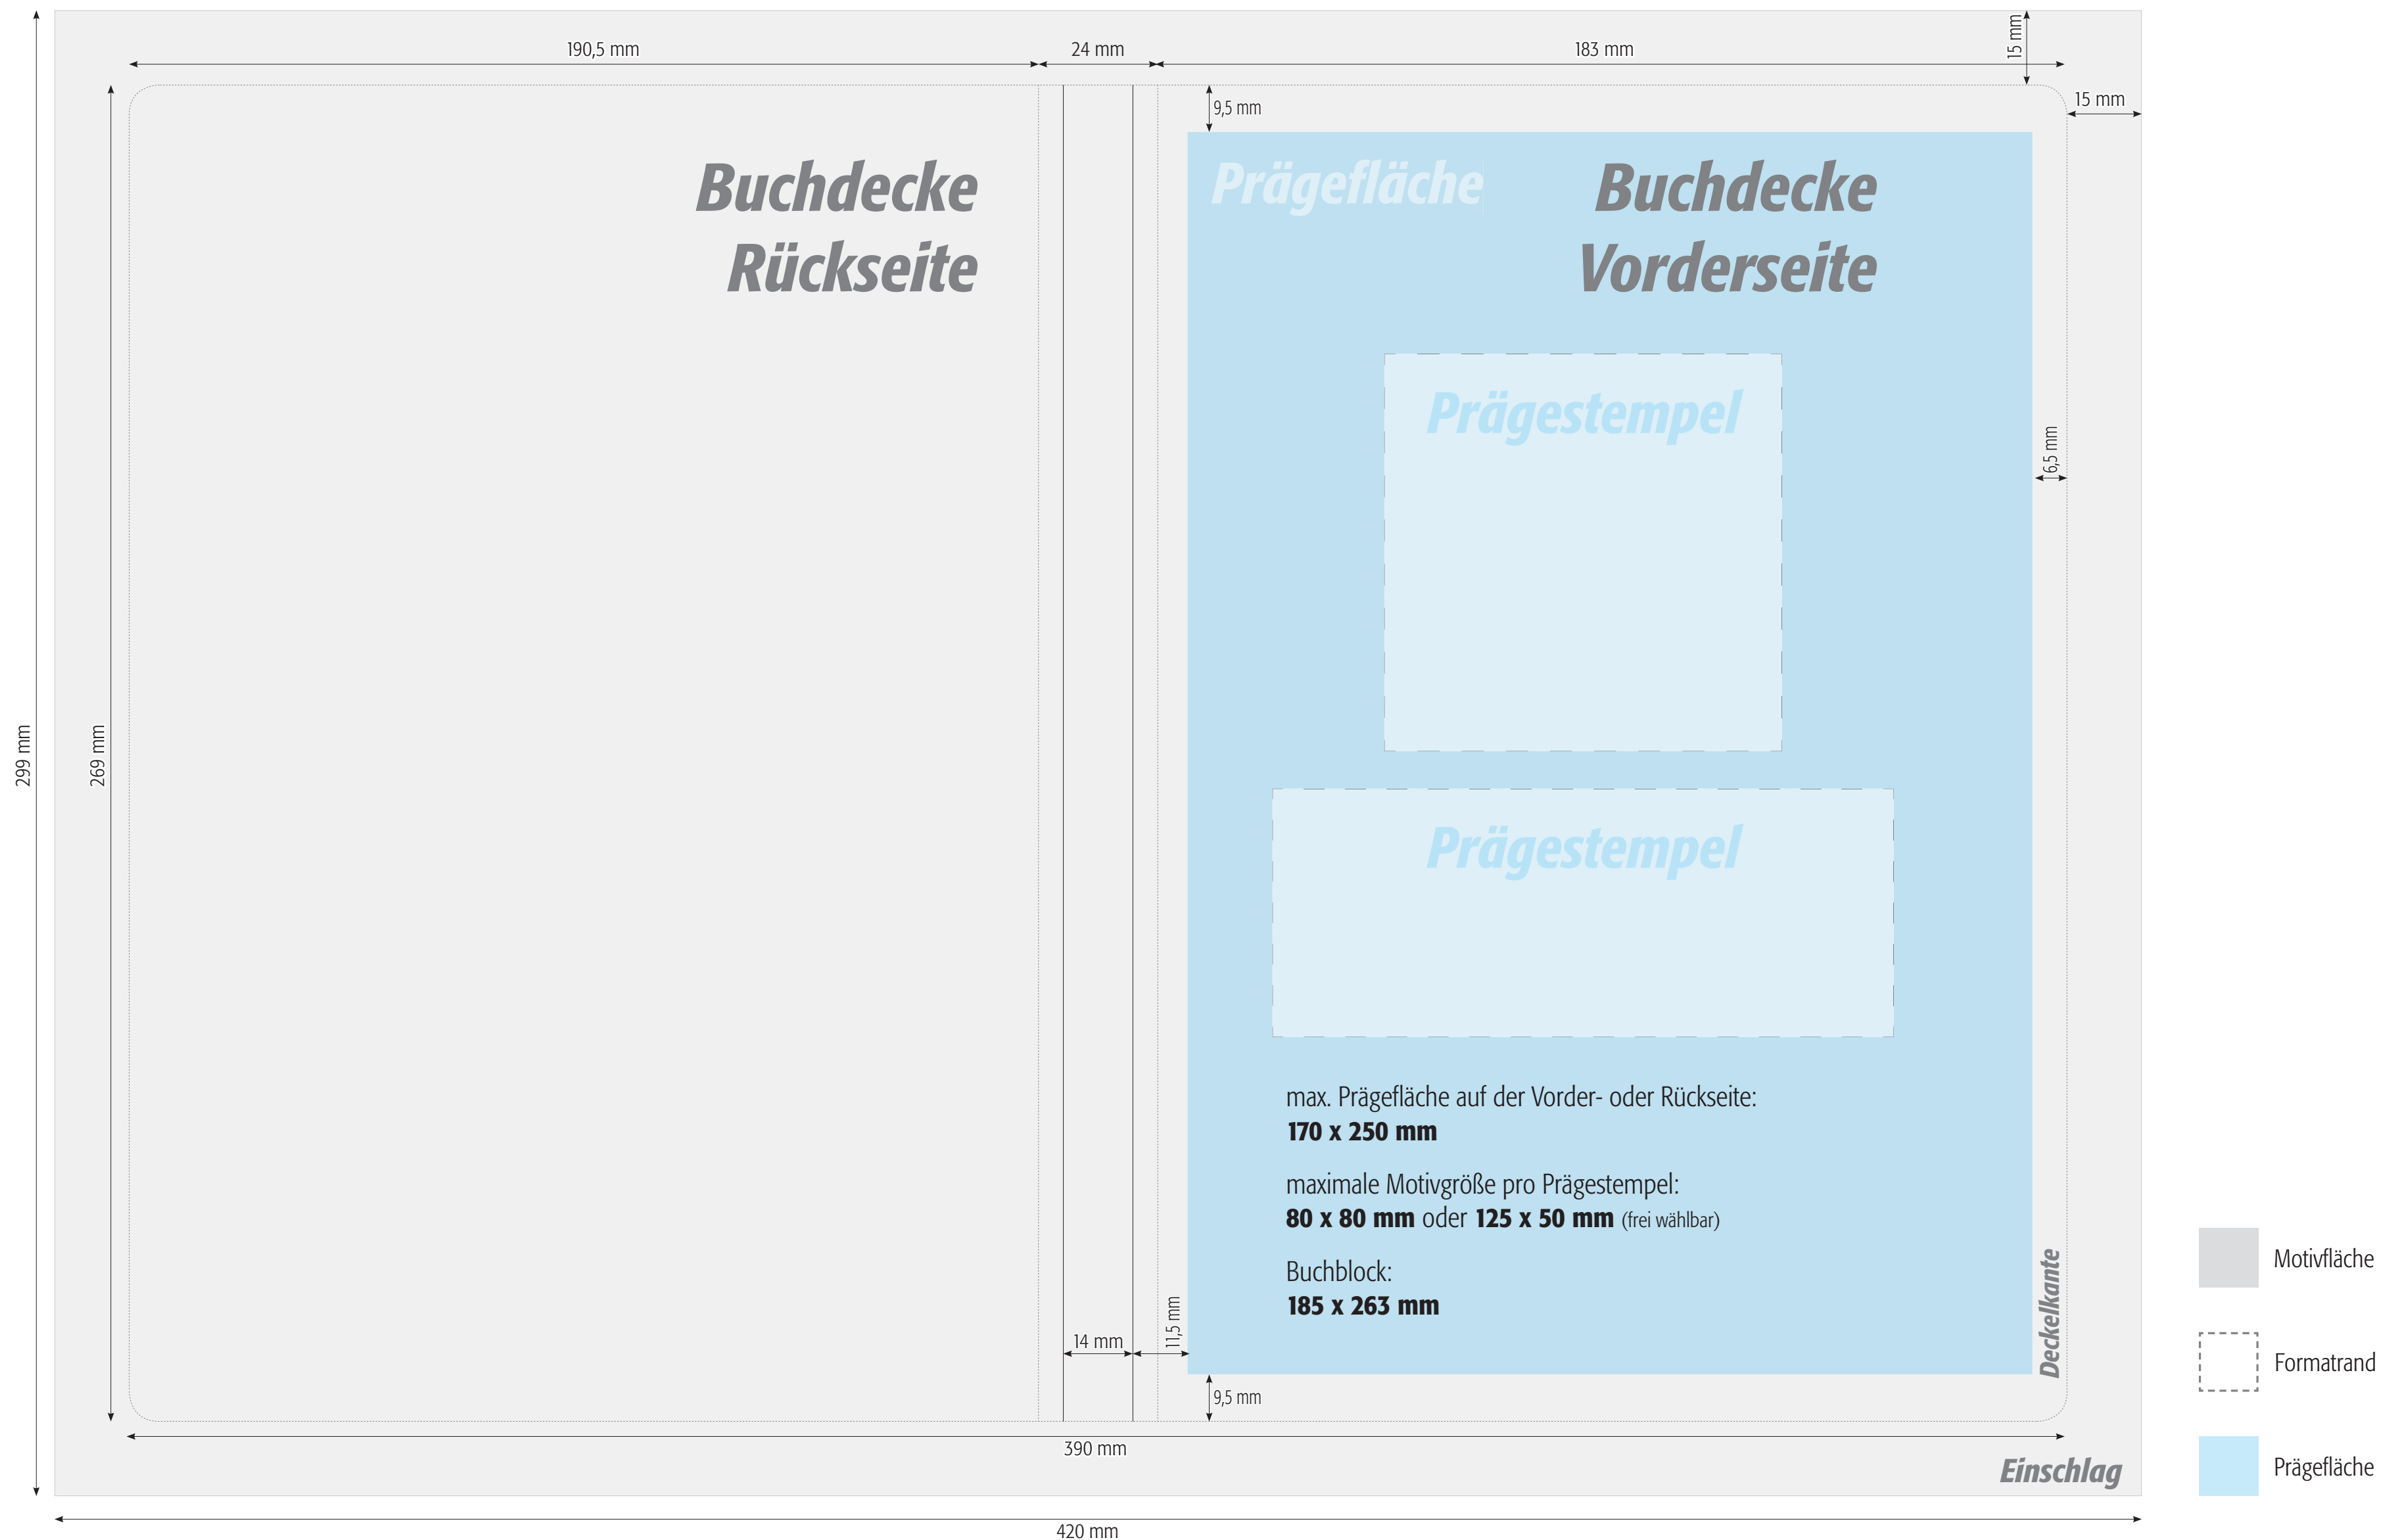 190,5 mm
24 mm
183 mm
15 mm
15 mm
9,5 mm
Buchdecke
Rückseite
Prägefläche
Buchdecke
Vorderseite
Prägestempel
6,5 mm
299 mm
269 mm
Prägestempel
max. Prägefläche auf der Vorder- oder Rückseite:
170 x 250 mm
maximale Motivgröße pro Prägestempel:
80 x 80 mm oder 125 x 50 mm (frei wählbar)
Buchblock:
185 x 263 mm
14 mm
11,5 mm
Deckelkante
9,5 mm
390 mm
Einschlag
420 mm
Motivfläche
Formatrand
Prägefläche